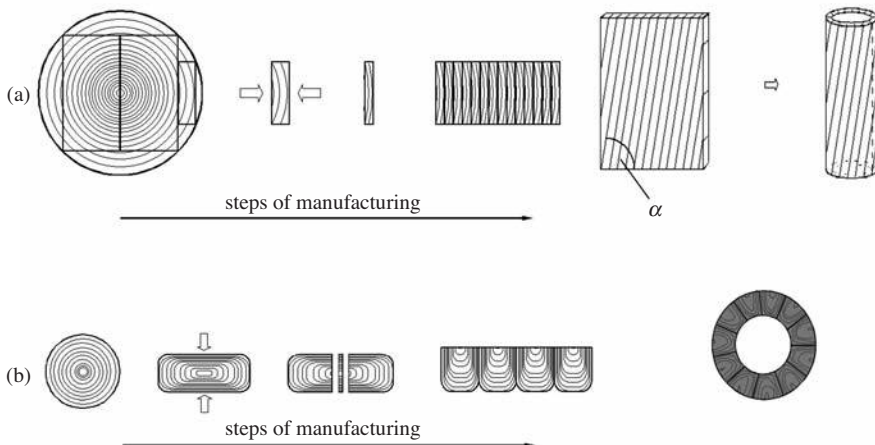 (a)
steps of manufacturing
α
(b)
steps of manufacturing